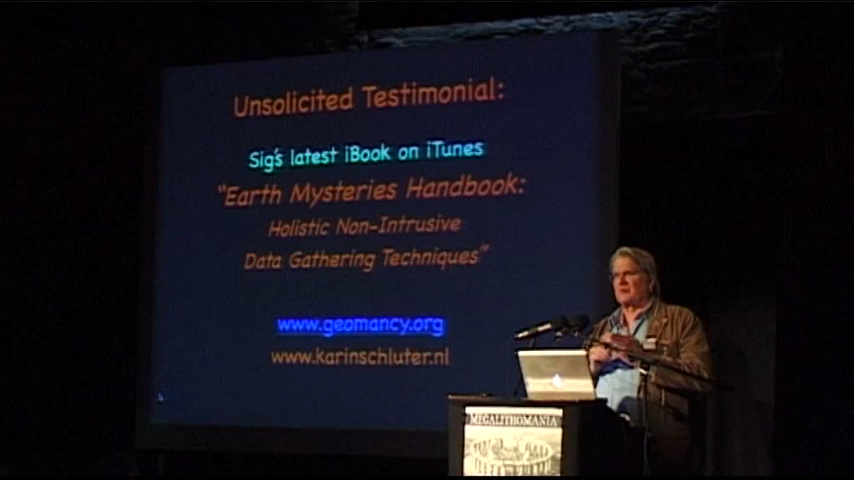 Unsolicited Testimonial:
Sig's latest iBook on iTunes
"Earth Mysteries Handbook:
Holistic Non-Intrusive
Data Gathering Techniques"
www.geomancy.org
www.karinschluter.nl
MEGALITHOMANIA